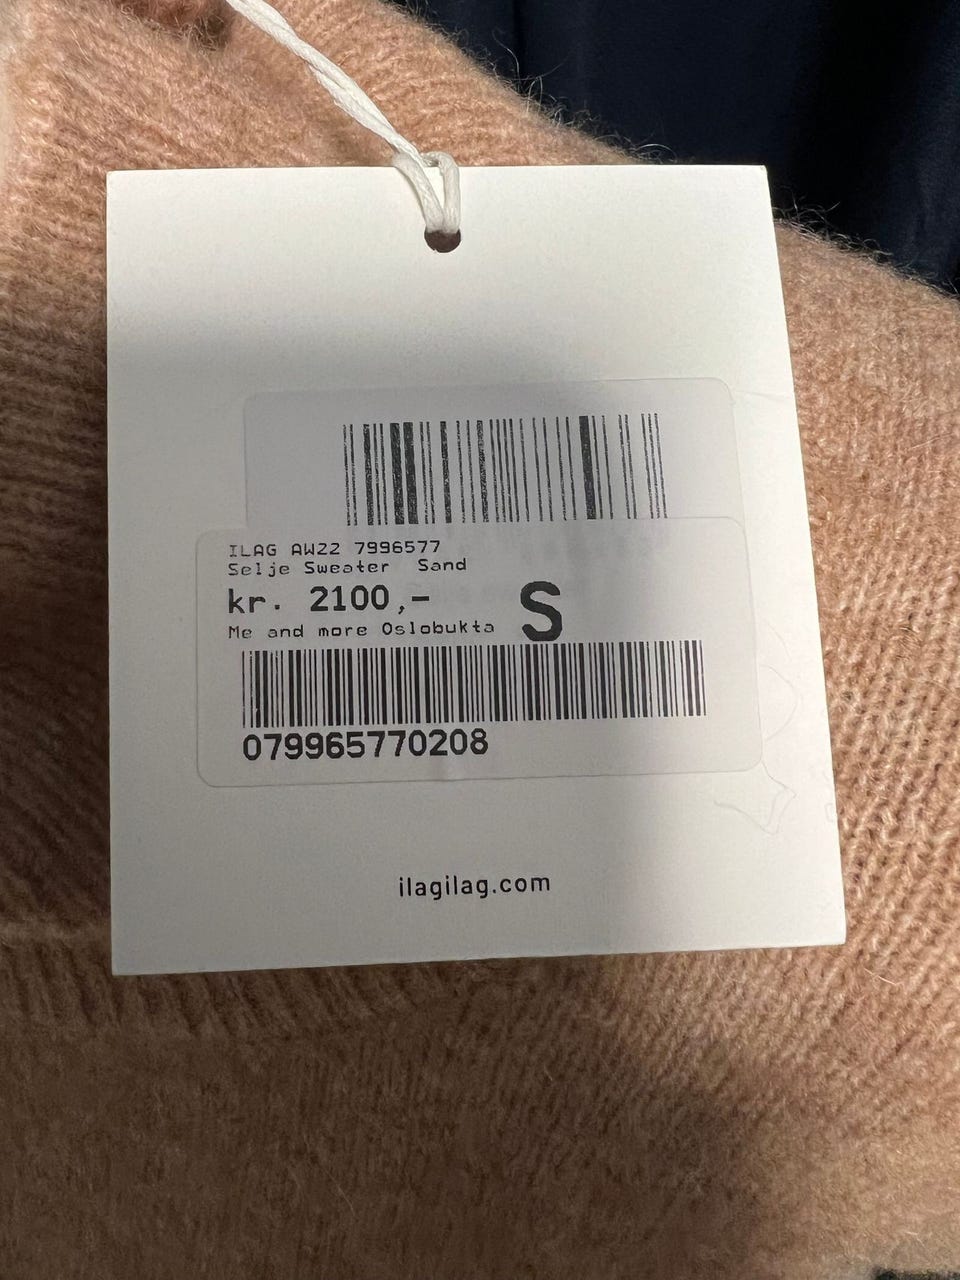 ILAG AW22 7996577
Selje Sweater Sand
kr. 2100,- S
Me and more Oslobukta
079965770208
ilagilag.com